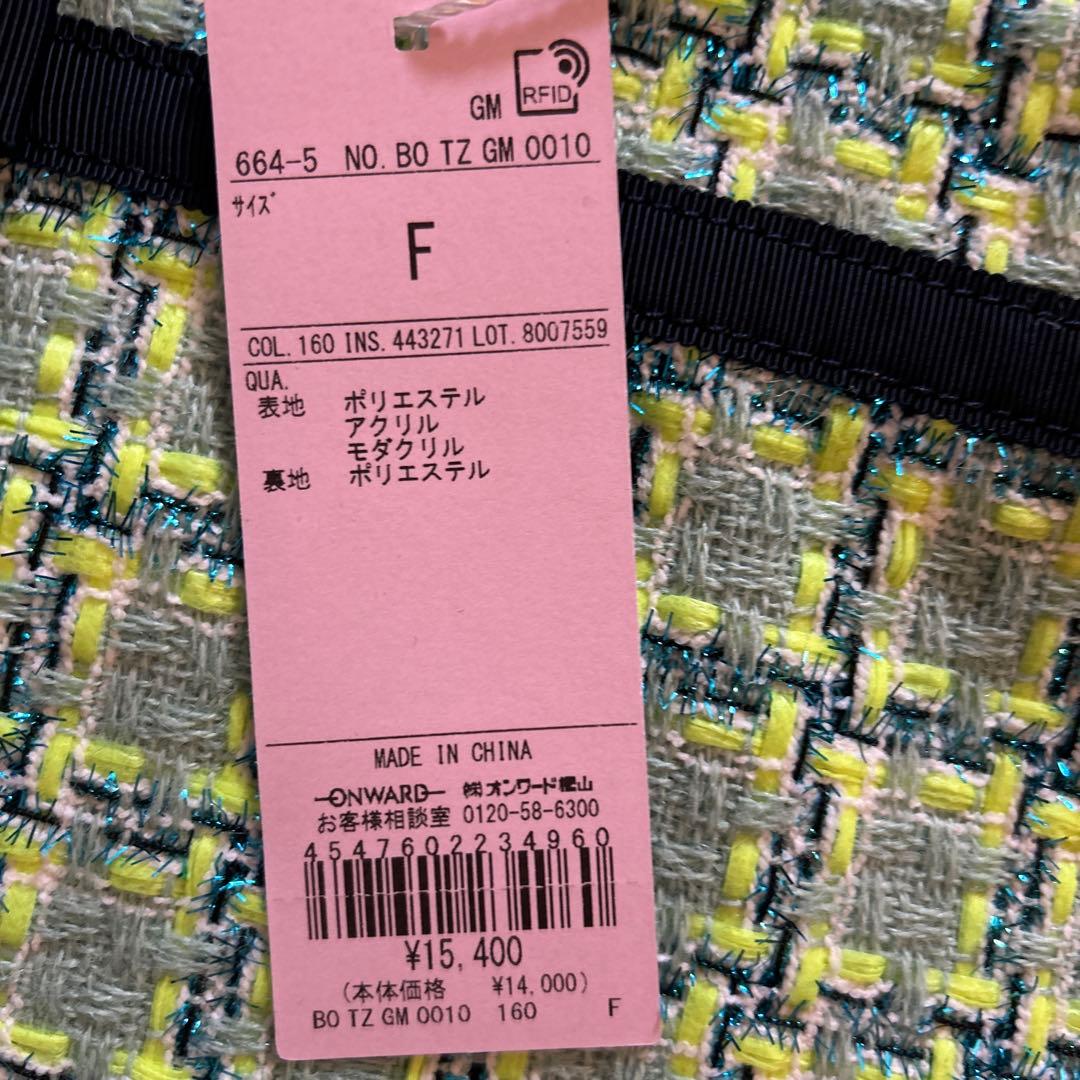 RFID
GM
664-5 NO. BO TZ GM 0010
サイズ
F
COL. 160 INS. 443271 LOT. 8007559
QUA.
表地 ポリエステル
アクリル
モダクリル
裏地 ポリエステル
MADE IN CHINA
ONWARD ㈱オンワード樫山
お客様相談室 0120-58-6300
4547602234960
¥15,400
(本体価格 ¥14,000)
BO TZ GM 0010 160 F